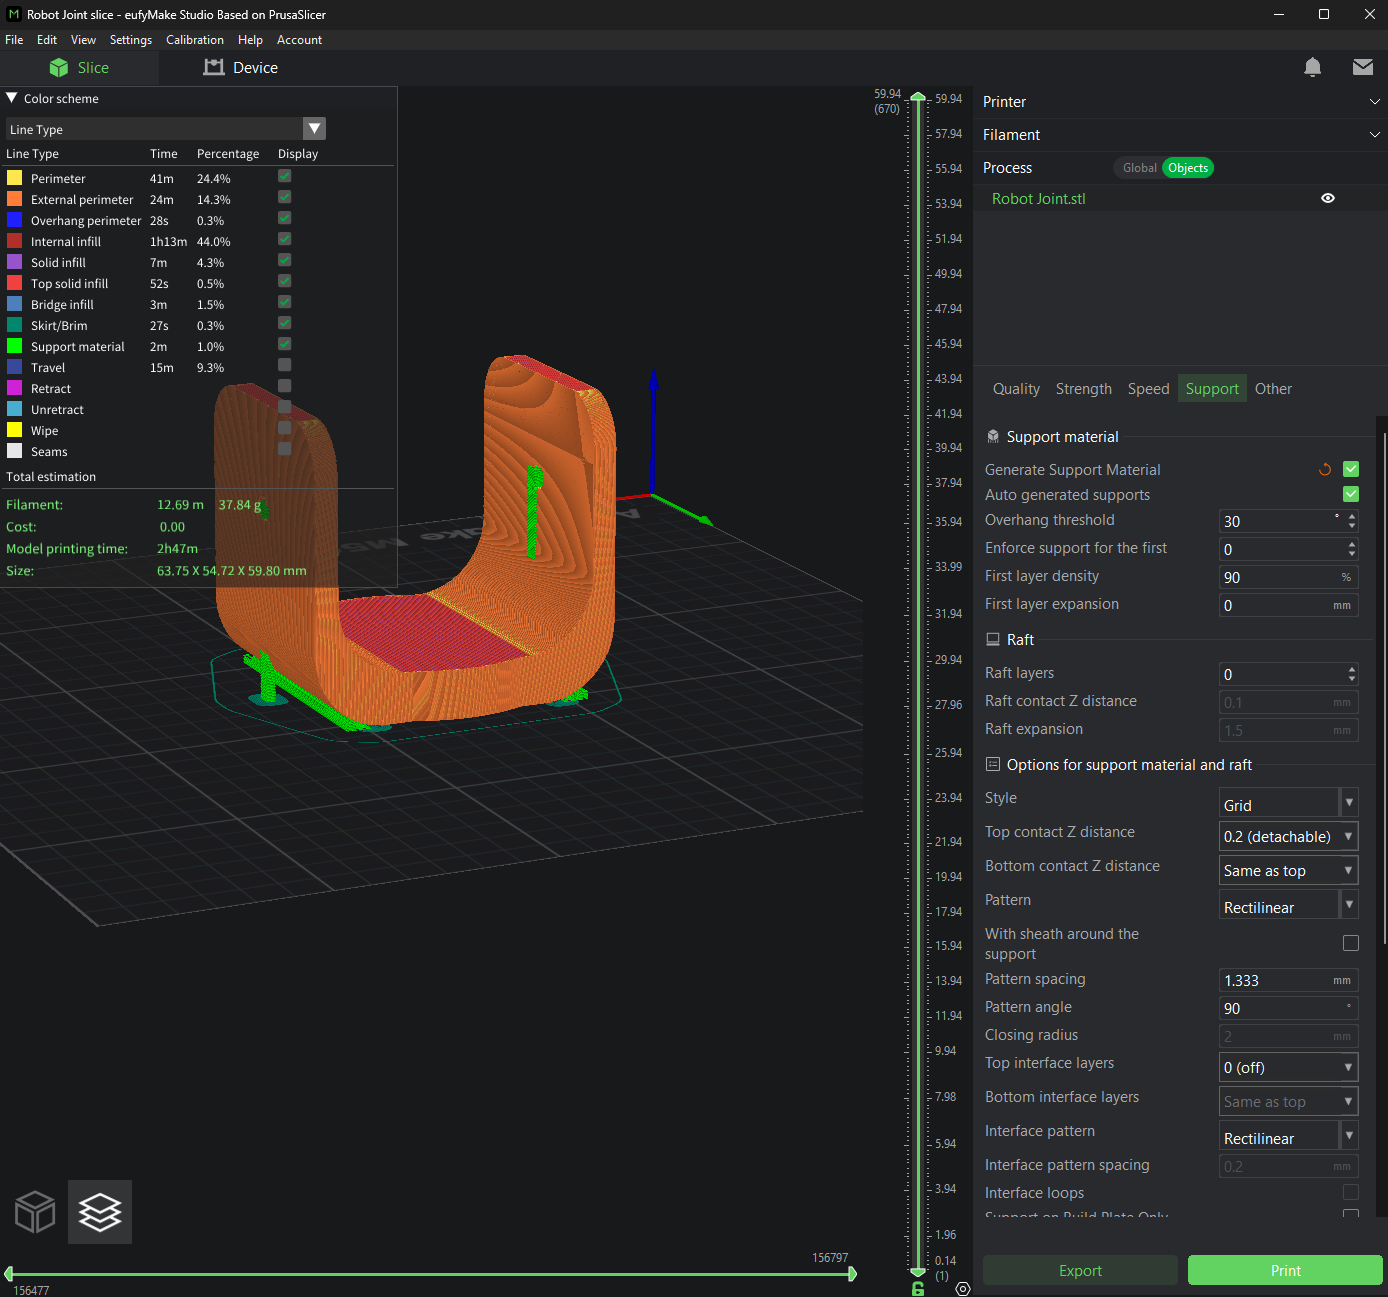 Robot Joint slice - eufyMake Studio Based on PrusaSlicer
File Edit View Settings Calibration Help Account
Slice Device
Color scheme
Line Type
Line Type Time Percentage Display
Perimeter 41m 24.4%
External perimeter 24m 14.3%
Overhang perimeter 28s 0.3%
Internal infill 1h13m 44.0%
Solid infill 7m 4.3%
Top solid infill 52s 0.5%
Bridge infill 3m 1.5%
Skirt/Brim 27s 0.3%
Support material 2m 1.0%
Travel 15m 9.3%
Retract
Unretract
Wipe
Seams
Total estimation
Filament: 12.69 m 37.84 g
Cost: 0.00
Model printing time: 2h47m
Size: 63.75 X 54.72 X 59.80 mm
59.94
(670)
59.94
57.94
55.94
53.94
51.94
49.94
47.94
45.94
43.94
41.94
39.94
37.94
35.94
33.99
31.94
29.94
27.96
25.94
23.94
21.94
19.94
17.94
15.94
13.94
11.94
9.94
7.98
5.94
3.94
1.96
0.14
(1)
156797
156477
Printer
Filament
Process Global Objects
Robot Joint.stl
Quality Strength Speed Support Other
Support material
Generate Support Material
Auto generated supports
Overhang threshold 30 °
Enforce support for the first 0
First layer density 90 %
First layer expansion 0 mm
Raft
Raft layers 0
Raft contact Z distance 0.1 mm
Raft expansion 1.5 mm
Options for support material and raft
Style Grid
Top contact Z distance 0.2 (detachable)
Bottom contact Z distance Same as top
Pattern Rectilinear
With sheath around the
support
Pattern spacing 1.333 mm
Pattern angle 90 °
Closing radius 2 mm
Top interface layers 0 (off)
Bottom interface layers Same as top
Interface pattern Rectilinear
Interface pattern spacing 0.2 mm
Interface loops
Support on Build Plate Only
Export Print